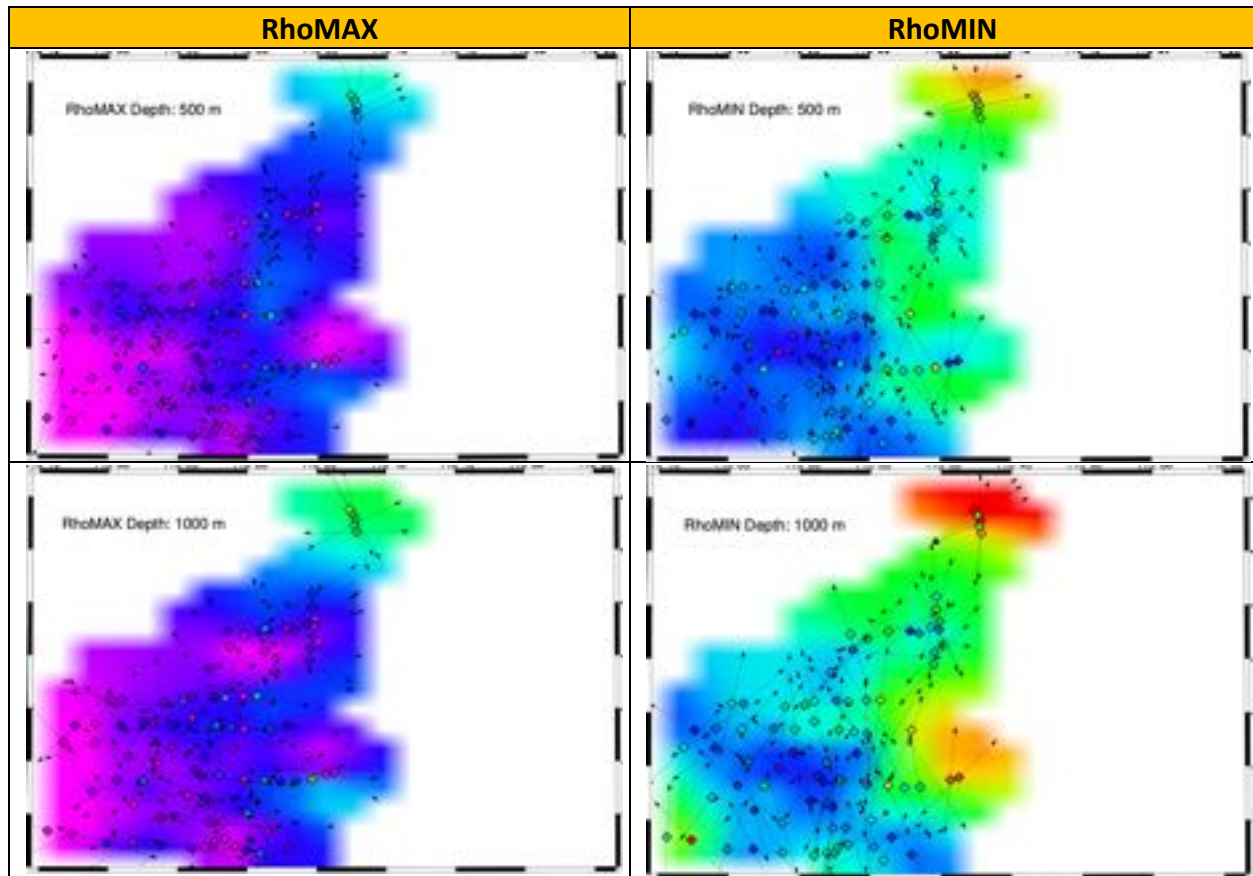 RhoMAX
RhoMIN
RhoMAX Depth: 500 m
RhoMIN Depth: 500 m
RhoMAX Depth: 1000 m
RhoMIN Depth: 1000 m